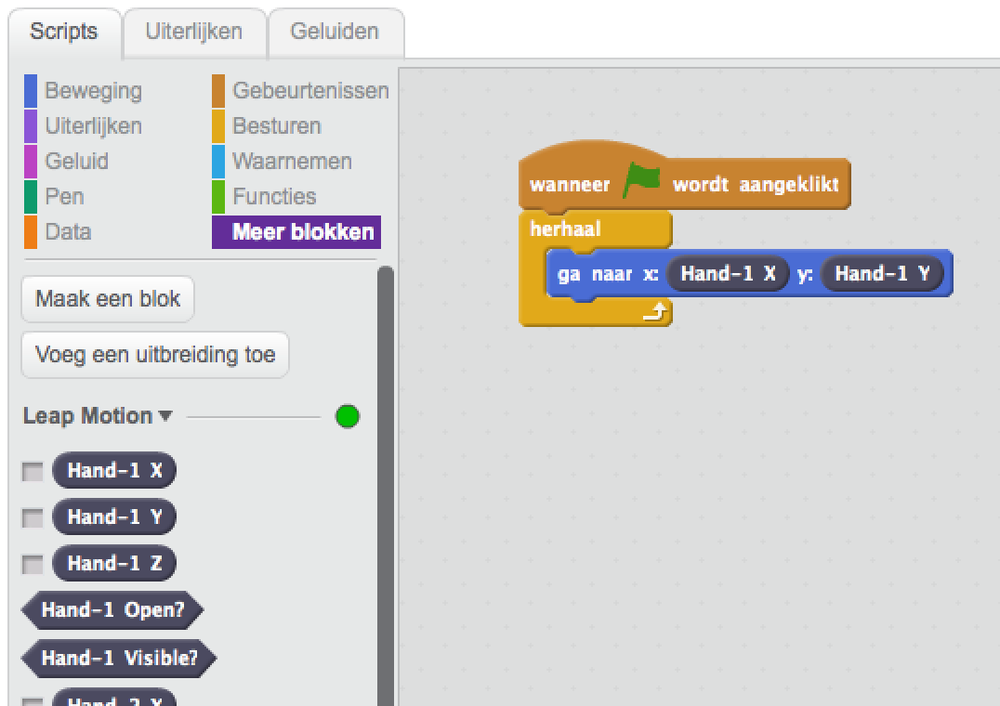 Scripts Uiterlijken Geluiden
Beweging Gebeurtenissen
Uiterlijken Besturen
Geluid Waarnemen
Pen Functies
Data Meer blokken
Maak een blok
Voeg een uitbreiding toe
Leap Motion
Hand-1 X
Hand-1 Y
Hand-1 Z
Hand-1 Open?
Hand-1 Visible?
Hand-2 X
wanneer wordt aangeklikt
herhaal
ga naar x: Hand-1 X y: Hand-1 Y